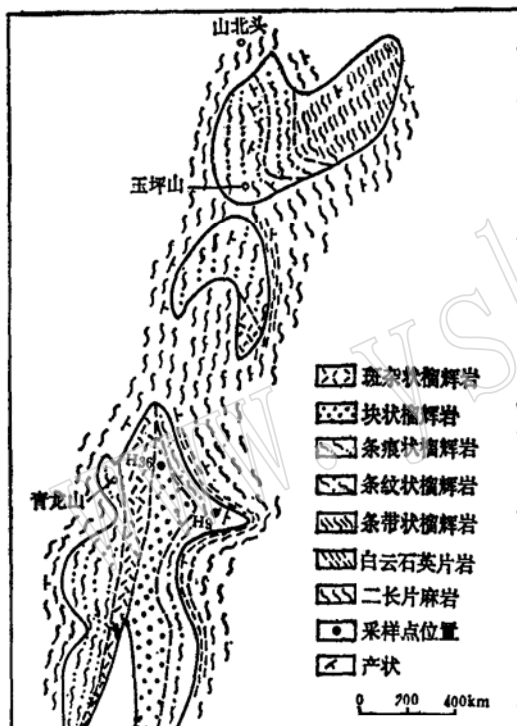 山北头
玉坪山
斑杂状榴辉岩
块状榴辉岩
条痕状榴辉岩
H36
条纹状榴辉岩
青龙山
H9
条带状榴辉岩
白云石英片岩
二长片麻岩
采样点位置
产状
0 200 400km